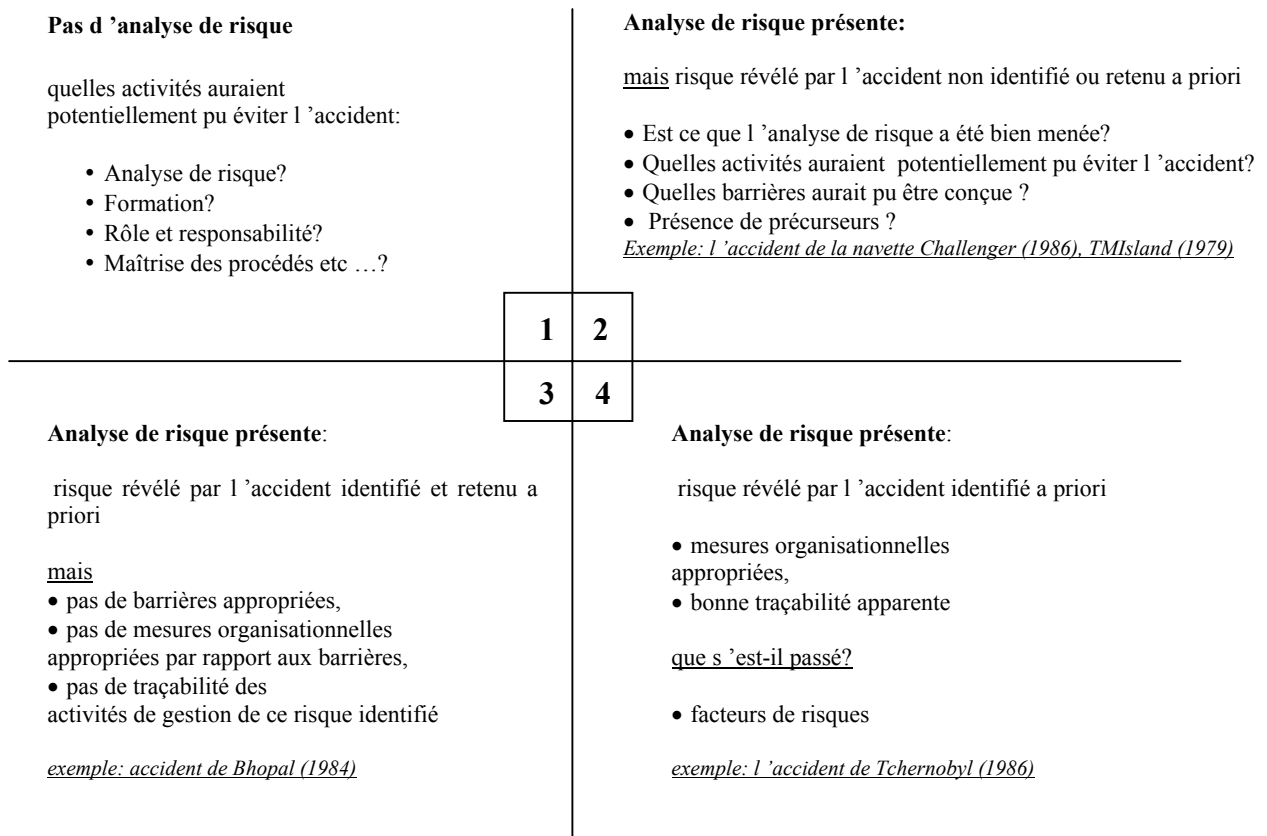 Pas d ’analyse de risque
quelles activités auraient
potentiellement pu éviter l ’accident:
• Analyse de risque?
• Formation?
• Rôle et responsabilité?
• Maîtrise des procédés etc …?
Analyse de risque présente:
mais risque révélé par l ’accident non identifié ou retenu a priori
• Est ce que l ’analyse de risque a été bien menée?
• Quelles activités auraient potentiellement pu éviter l ’accident?
• Quelles barrières aurait pu être conçue ?
• Présence de précurseurs ?
Exemple: l ’accident de la navette Challenger (1986), TMIsland (1979)
1 2
3 4
Analyse de risque présente:
risque révélé par l ’accident identifié et retenu a
priori
mais
• pas de barrières appropriées,
• pas de mesures organisationnelles
appropriées par rapport aux barrières,
• pas de traçabilité des
activités de gestion de ce risque identifié
exemple: accident de Bhopal (1984)
Analyse de risque présente:
risque révélé par l ’accident identifié a priori
• mesures organisationnelles
appropriées,
• bonne traçabilité apparente
que s ’est-il passé?
• facteurs de risques
exemple: l ’accident de Tchernobyl (1986)